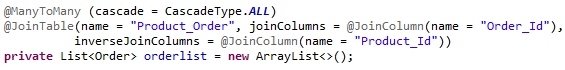 @ManyToMany (cascade = CascadeType.ALL)
@JoinTable(name = "Product_Order", joinColumns = @JoinColumn(name = "Order_Id"),
inverseJoinColumns = @JoinColumn(name = "Product_Id"))
private List<Order> orderlist = new ArrayList<>();